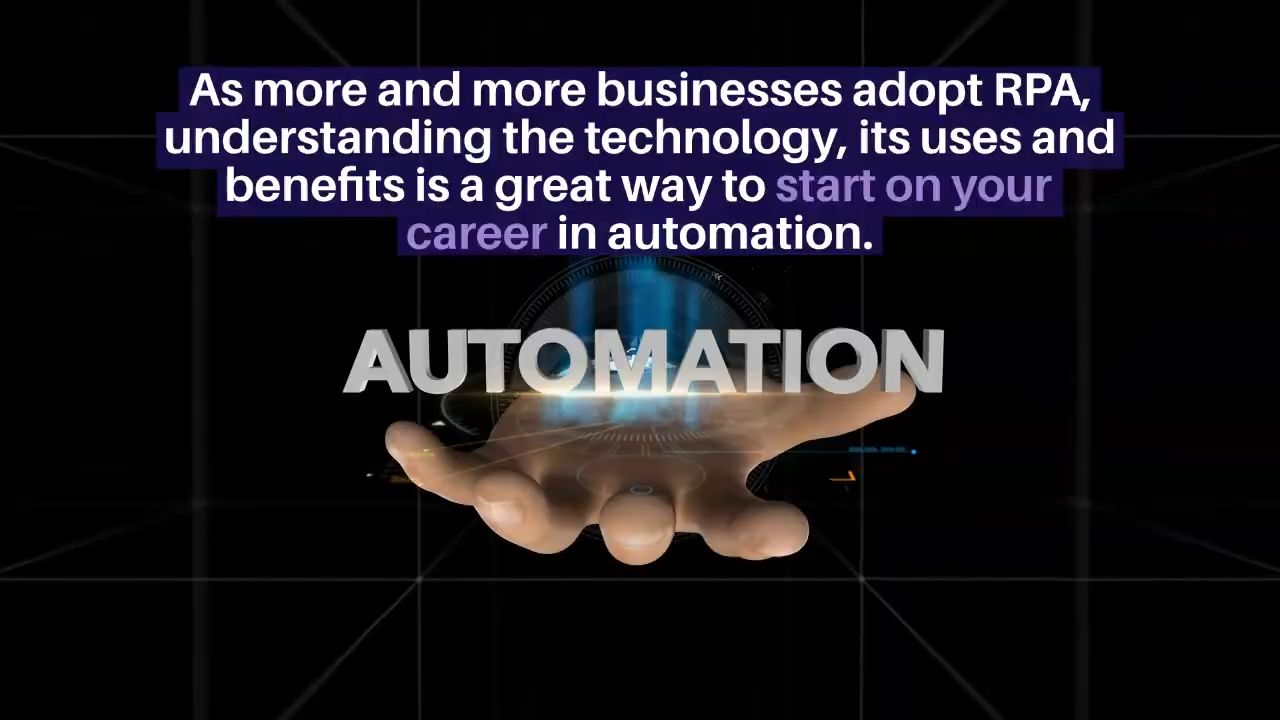 As more and more businesses adopt RPA,
understanding the technology, its uses and
benefits is a great way to start on your
career in automation.
AUTOMATION